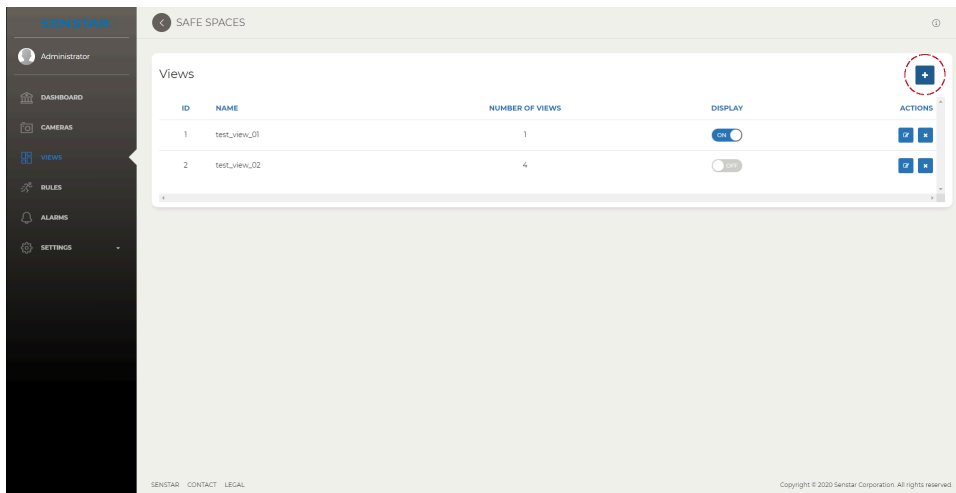 SENSTAR
SAFE SPACES
Administrator
DASHBOARD
CAMERAS
VIEWS
RULES
ALARMS
SETTINGS
Views
ID NAME NUMBER OF VIEWS DISPLAY ACTIONS
1 test_view_01 1 ON
2 test_view_02 4 OFF
SENSTAR CONTACT LEGAL
Copyright © 2020 Senstar Corporation. All rights reserved.